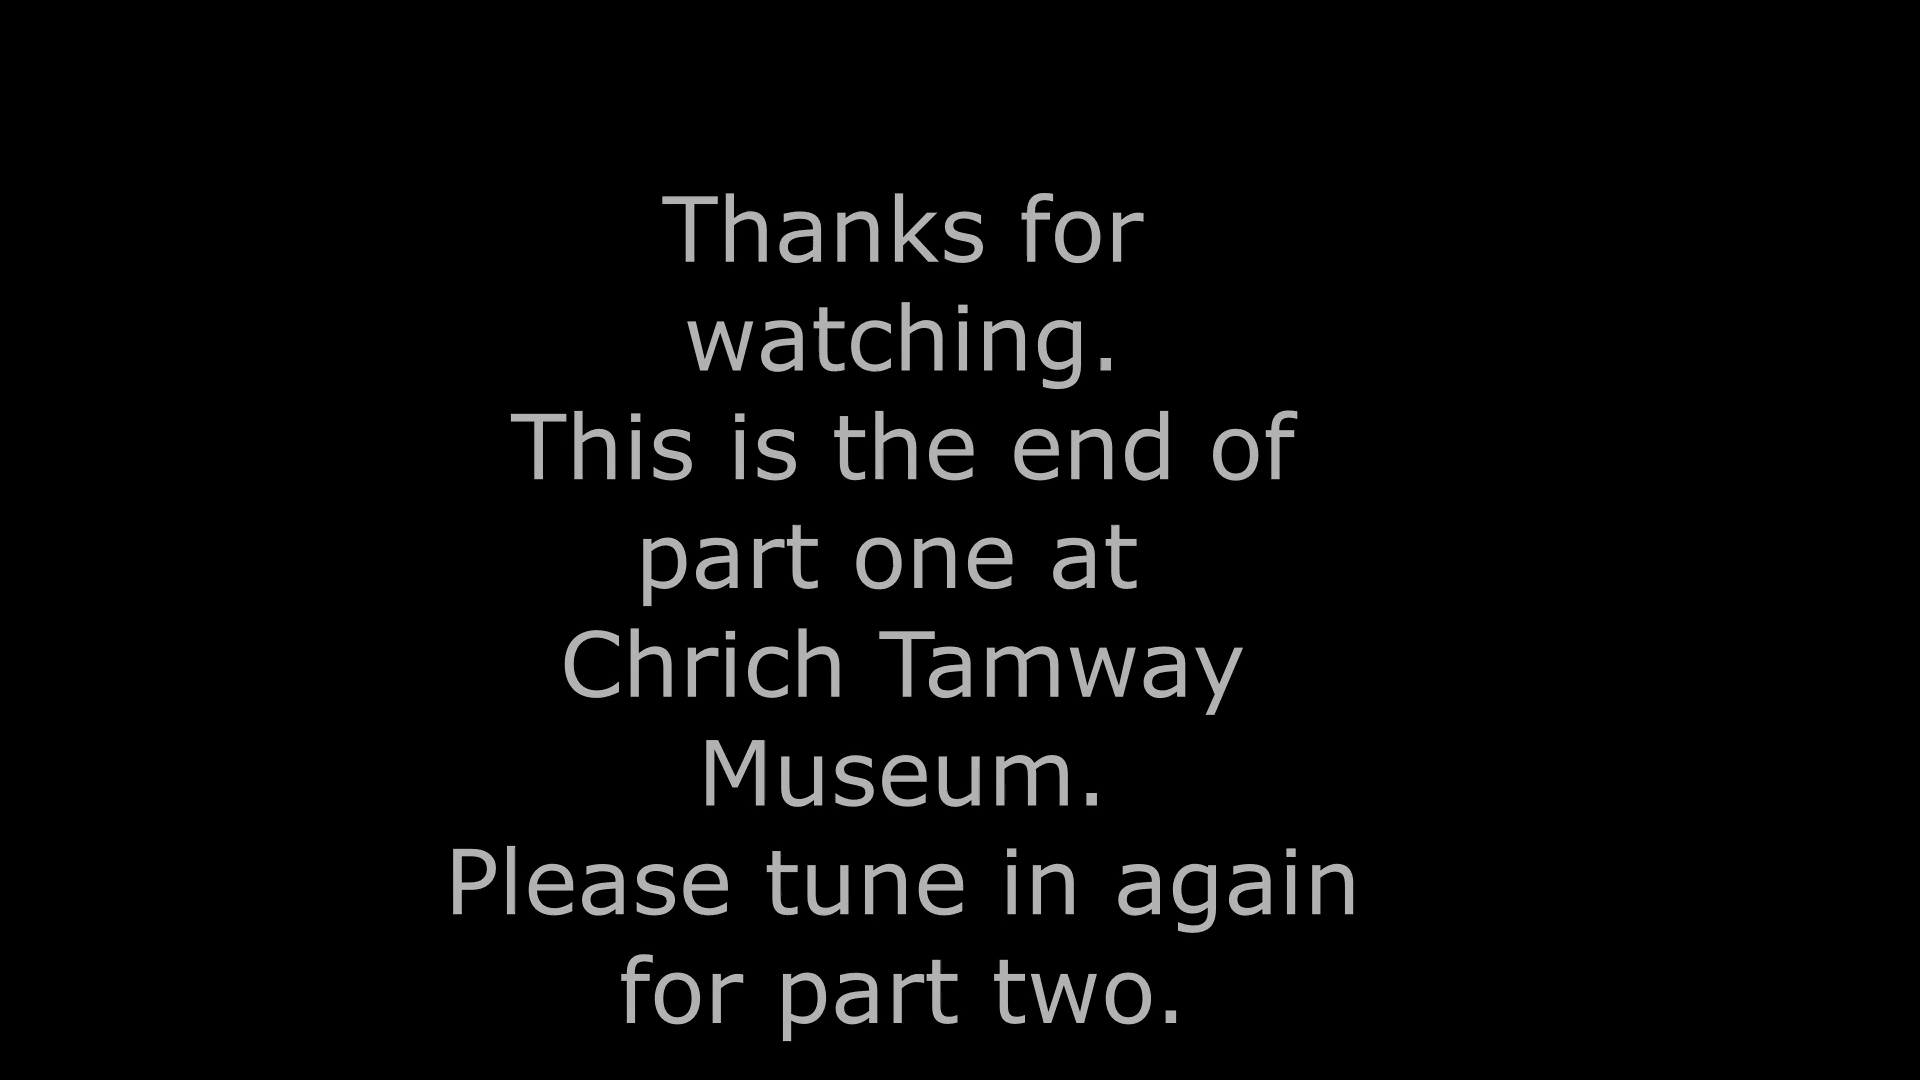 Thanks for
watching.
This is the end of
part one at
Chrich Tamway
Museum.
Please tune in again
for part two.